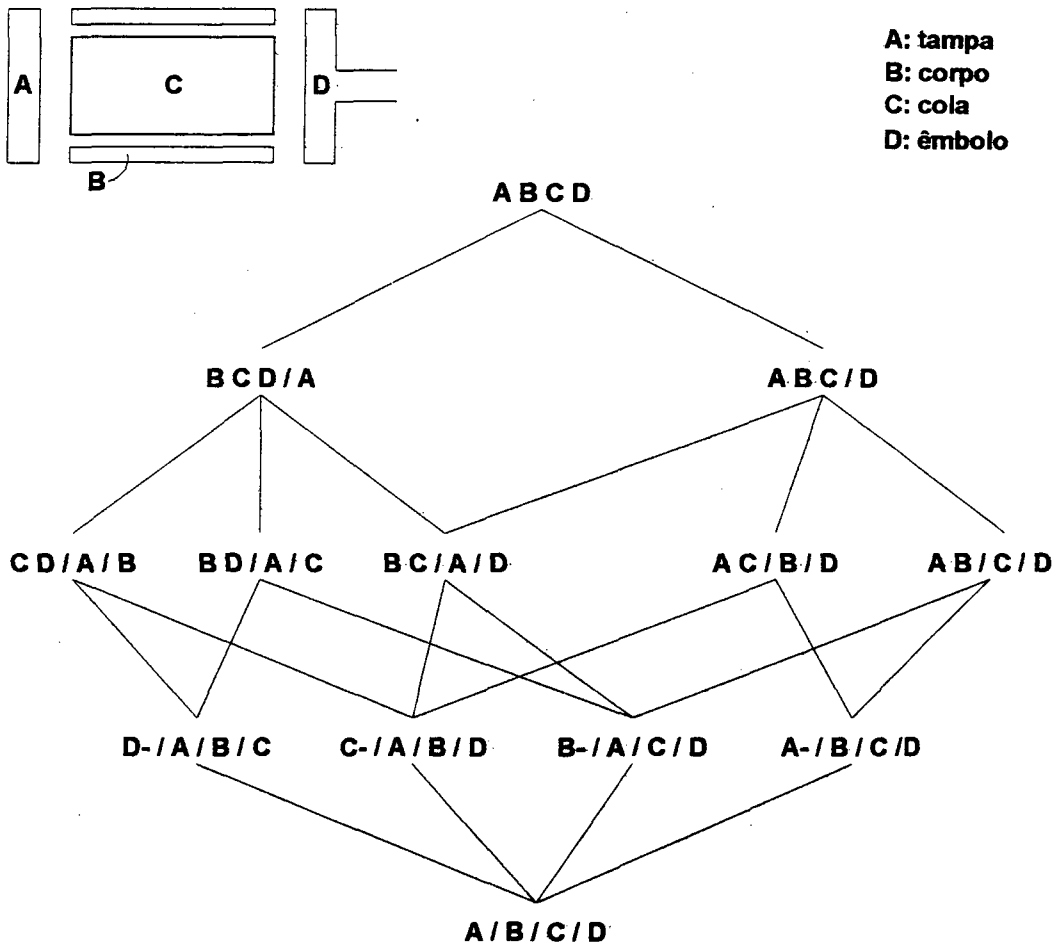 A
C
D
B
A: tampa
B: corpo
C: cola
D: êmbolo
A B C D
B C D / A
A B C / D
C D / A / B
B D / A / C
B C / A / D
A C / B / D
A B / C / D
D- / A / B / C
C- / A / B / D
B- / A / C / D
A- / B / C /D
A / B / C / D